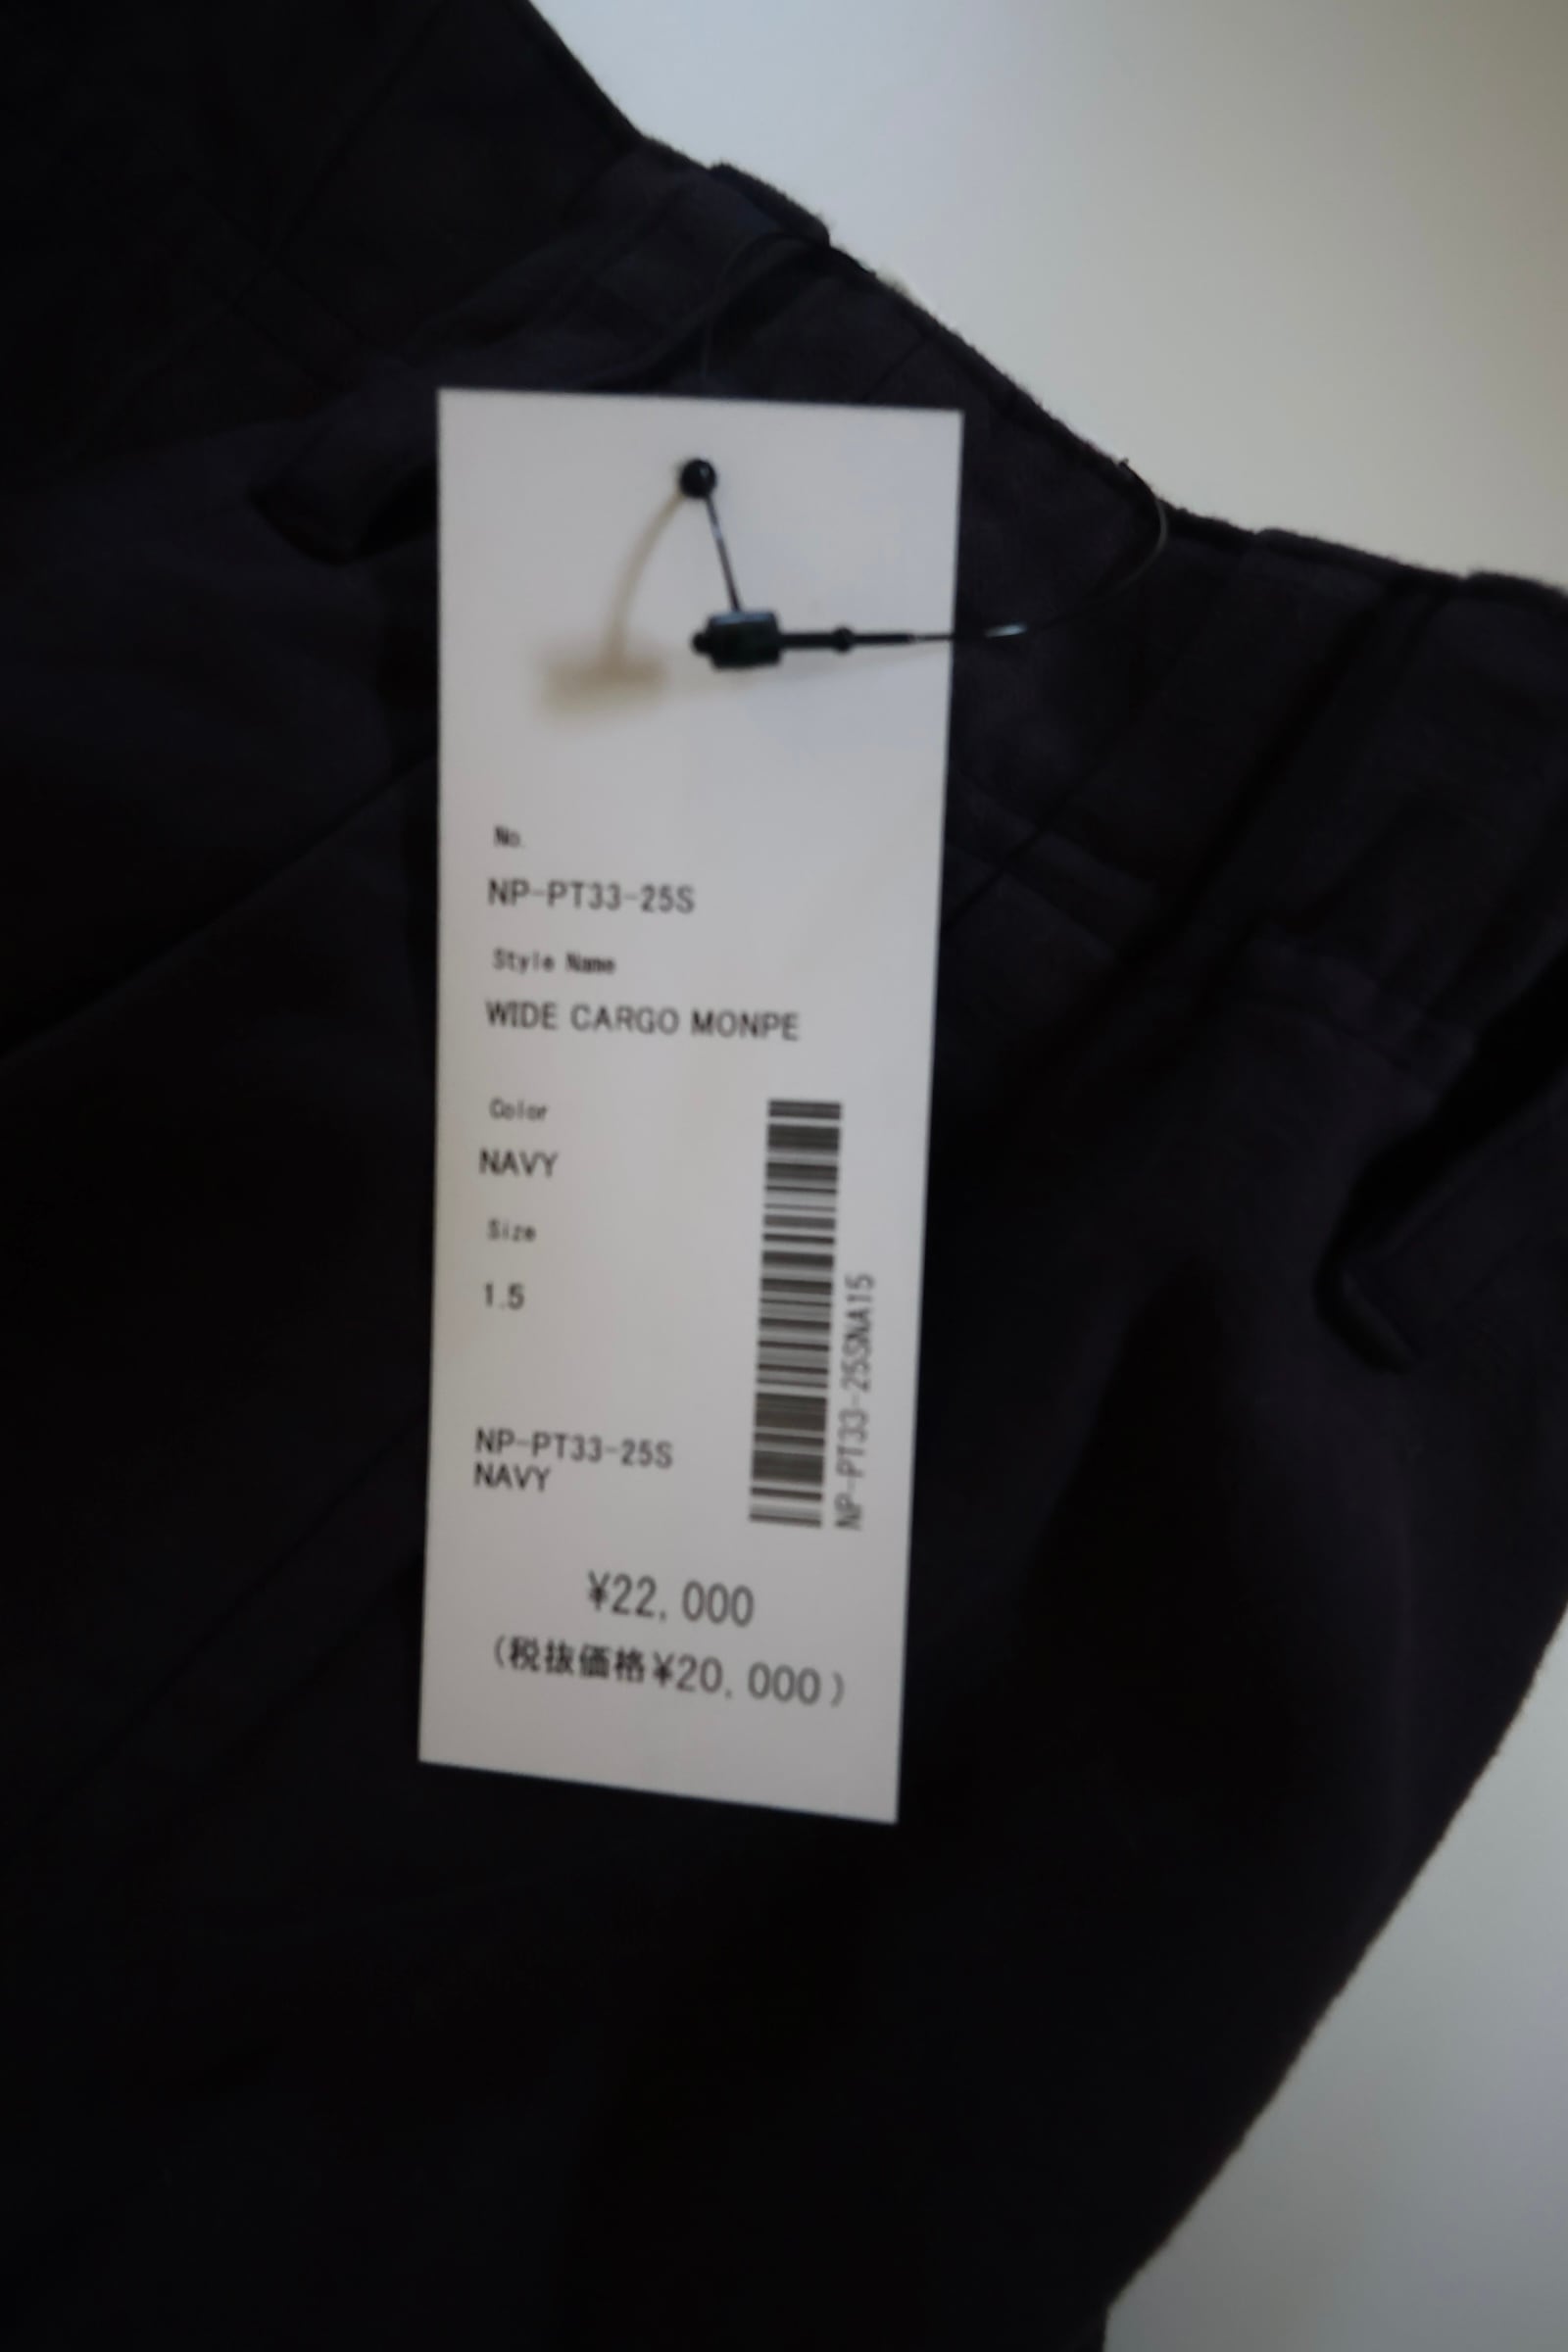 No.
NP-PT33-25S
Style Name
WIDE CARGO MONPE
Color
NAVY
Size
1.5
NP-PT33-25SNA15
NP-PT33-25S
NAVY
¥22,000
(税抜価格¥20,000)